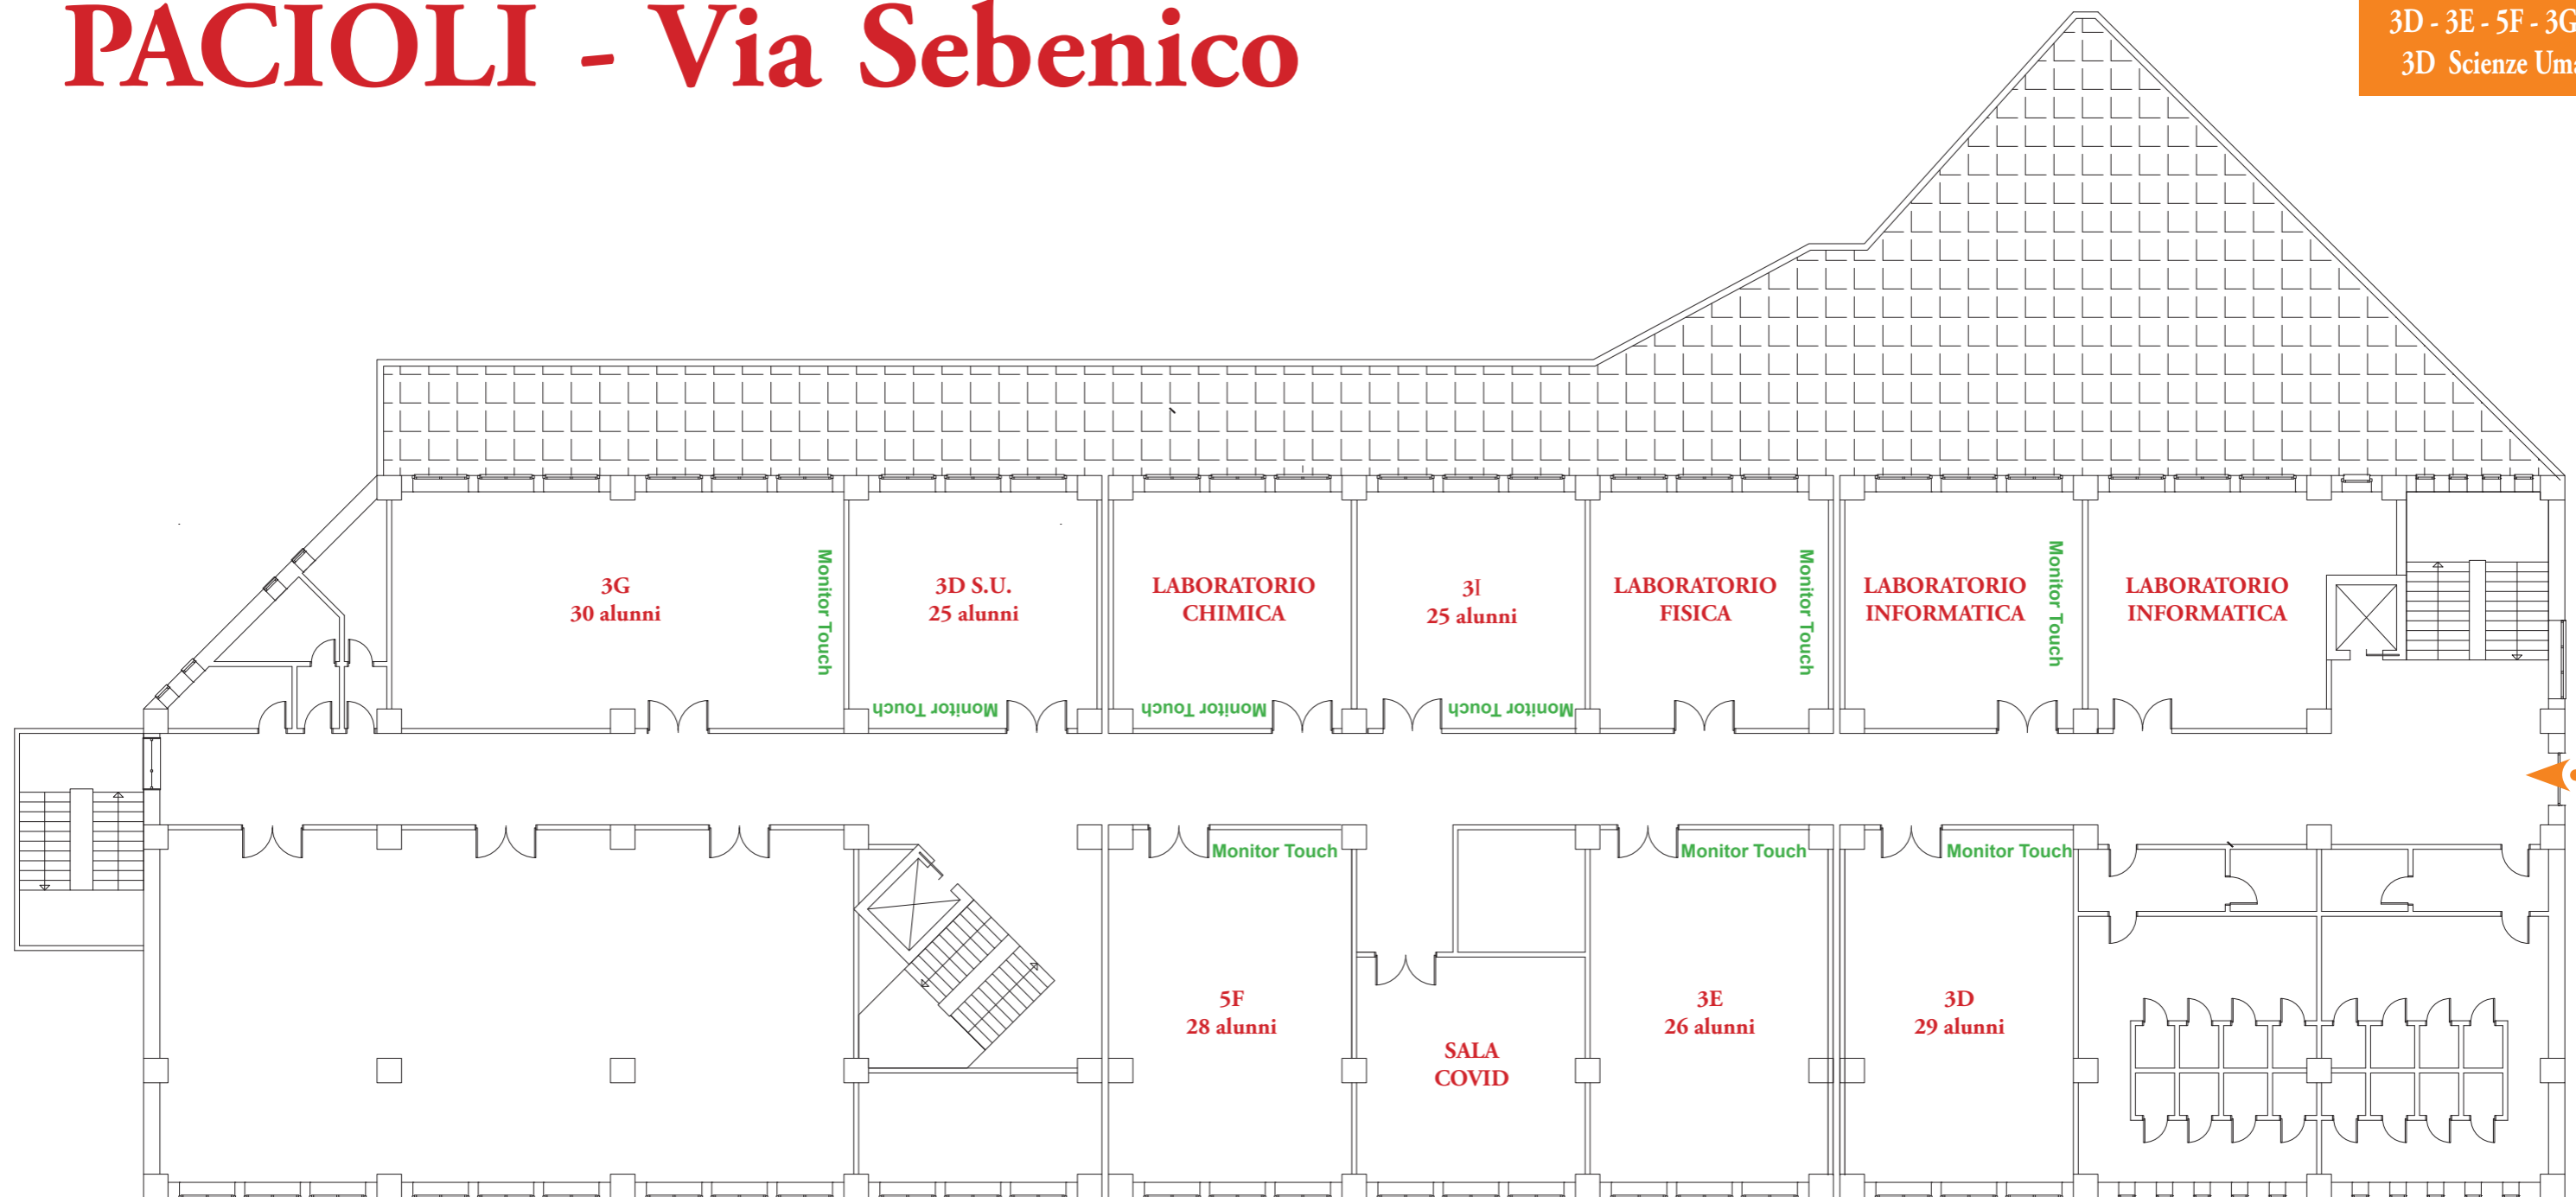 PACIOLI - Via Sebenico
3D - 3E - 5F - 3G
3D Scienze
3G
30 alunni
Monitor Touch
3D S.U.
25 alunni
Monitor Touch
LABORATORIO
CHIMICA
Monitor Touch
3I
25 alunni
Monitor Touch
LABORATORIO
FISICA
Monitor Touch
LABORATORIO
INFORMATICA
Monitor Touch
LABORATORIO
INFORMATICA
Monitor Touch
5F
28 alunni
SALA
COVID
Monitor Touch
3E
26 alunni
Monitor Touch
3D
29 alunni